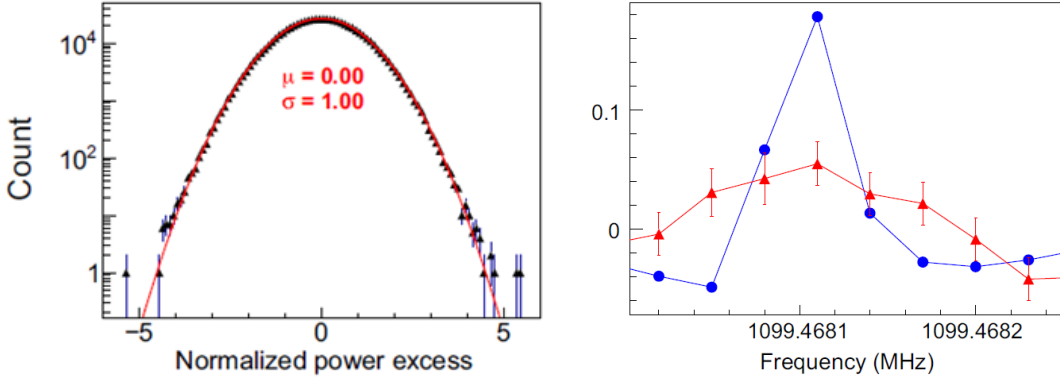 Count
10⁴
10²
1
μ = 0.00
σ = 1.00
−5
0
5
Normalized power excess
0.1
0
1099.4681
1099.4682
Frequency (MHz)